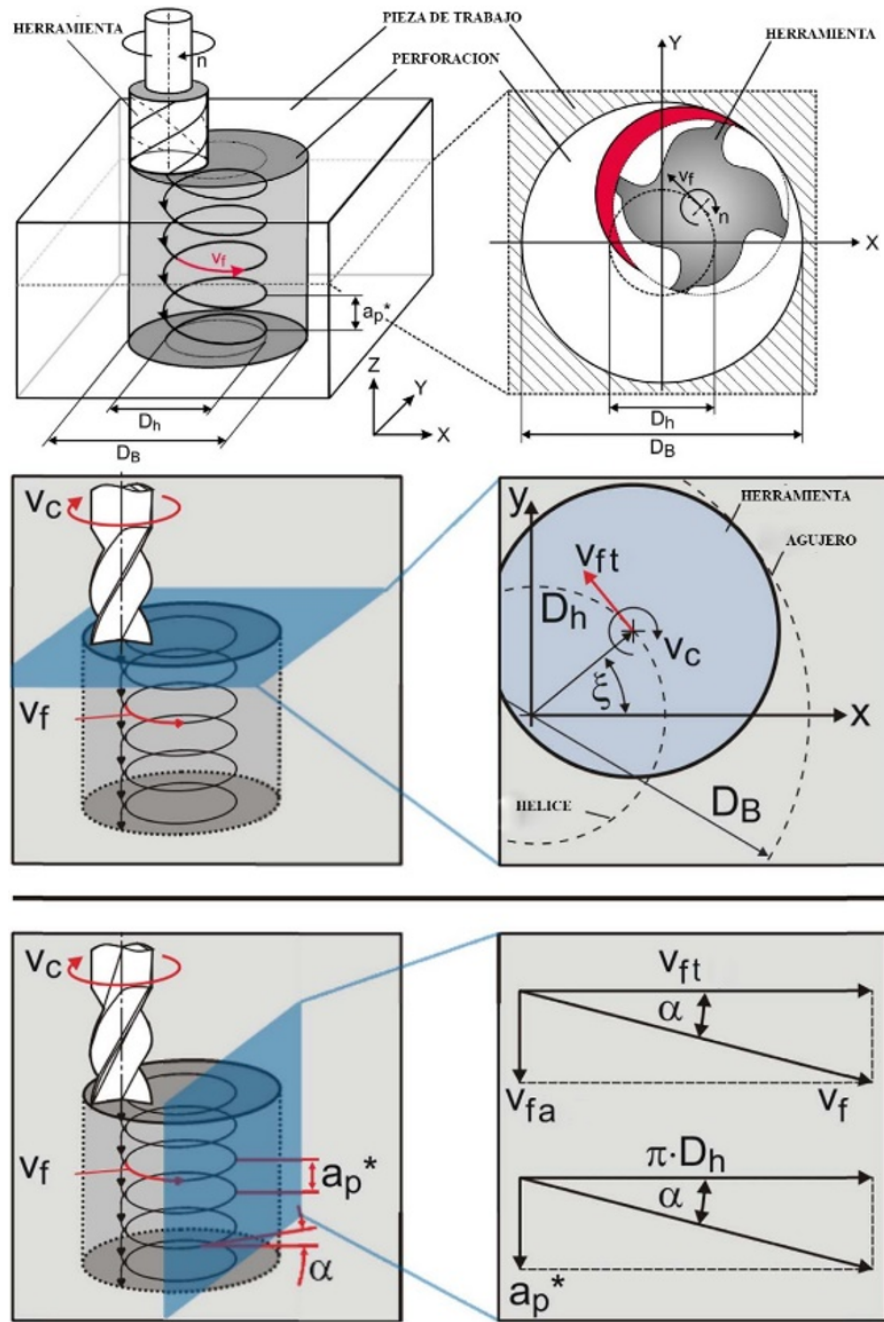 HERRAMIENTA
n
PIEZA DE TRABAJO
PERFORACION
vf
ap*
Z
Y
X
Dh
DB
Y
HERRAMIENTA
vf
n
X
Dh
DB
vc
vf
y
HERRAMIENTA
AGUJERO
vft
Dh
vc
ξ
x
HELICE
DB
vc
vf
ap*
α
vft
α
vfa
vf
π·Dh
α
ap*